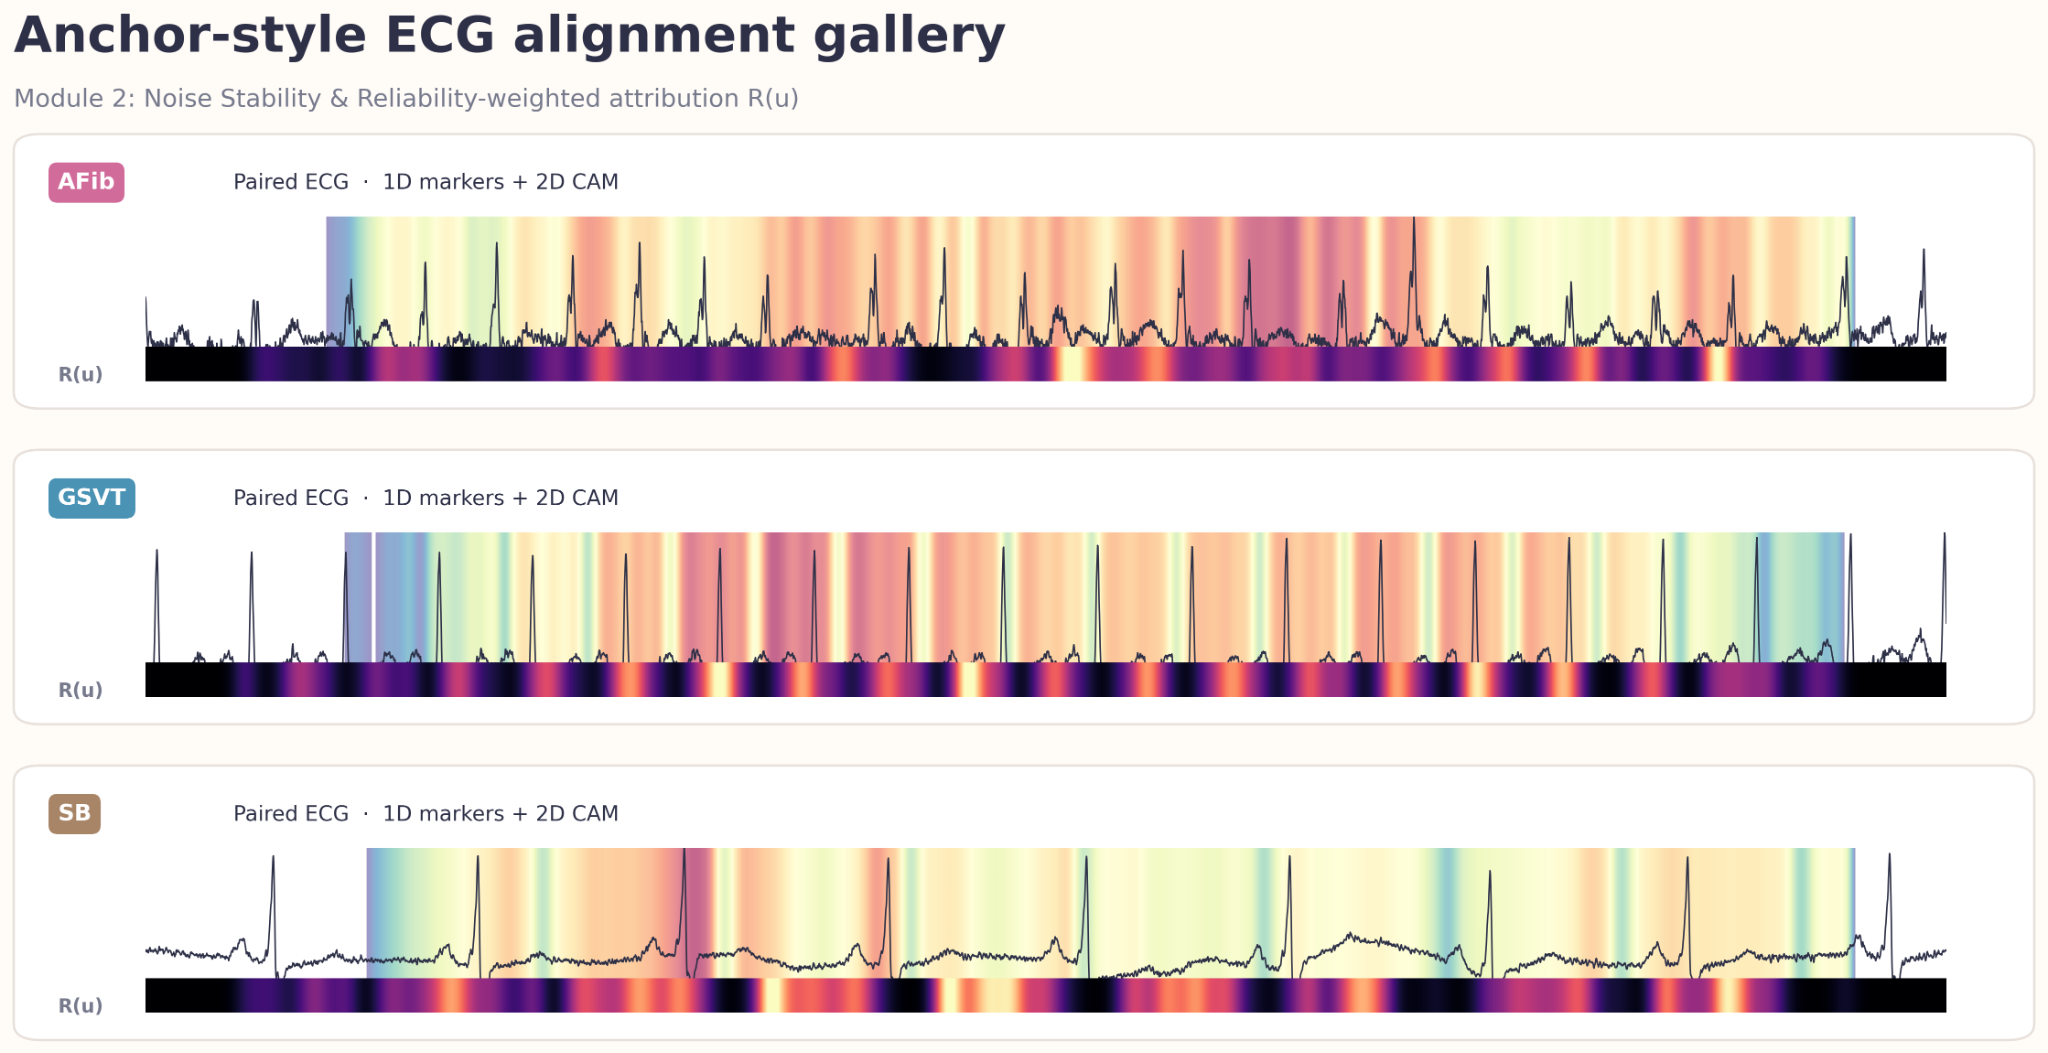 Anchor-style ECG alignment gallery
Module 2: Noise Stability & Reliability-weighted attribution R(u)
AFib
Paired ECG · 1D markers + 2D CAM
R(u)
GSVT
Paired ECG · 1D markers + 2D CAM
R(u)
SB
Paired ECG · 1D markers + 2D CAM
R(u)